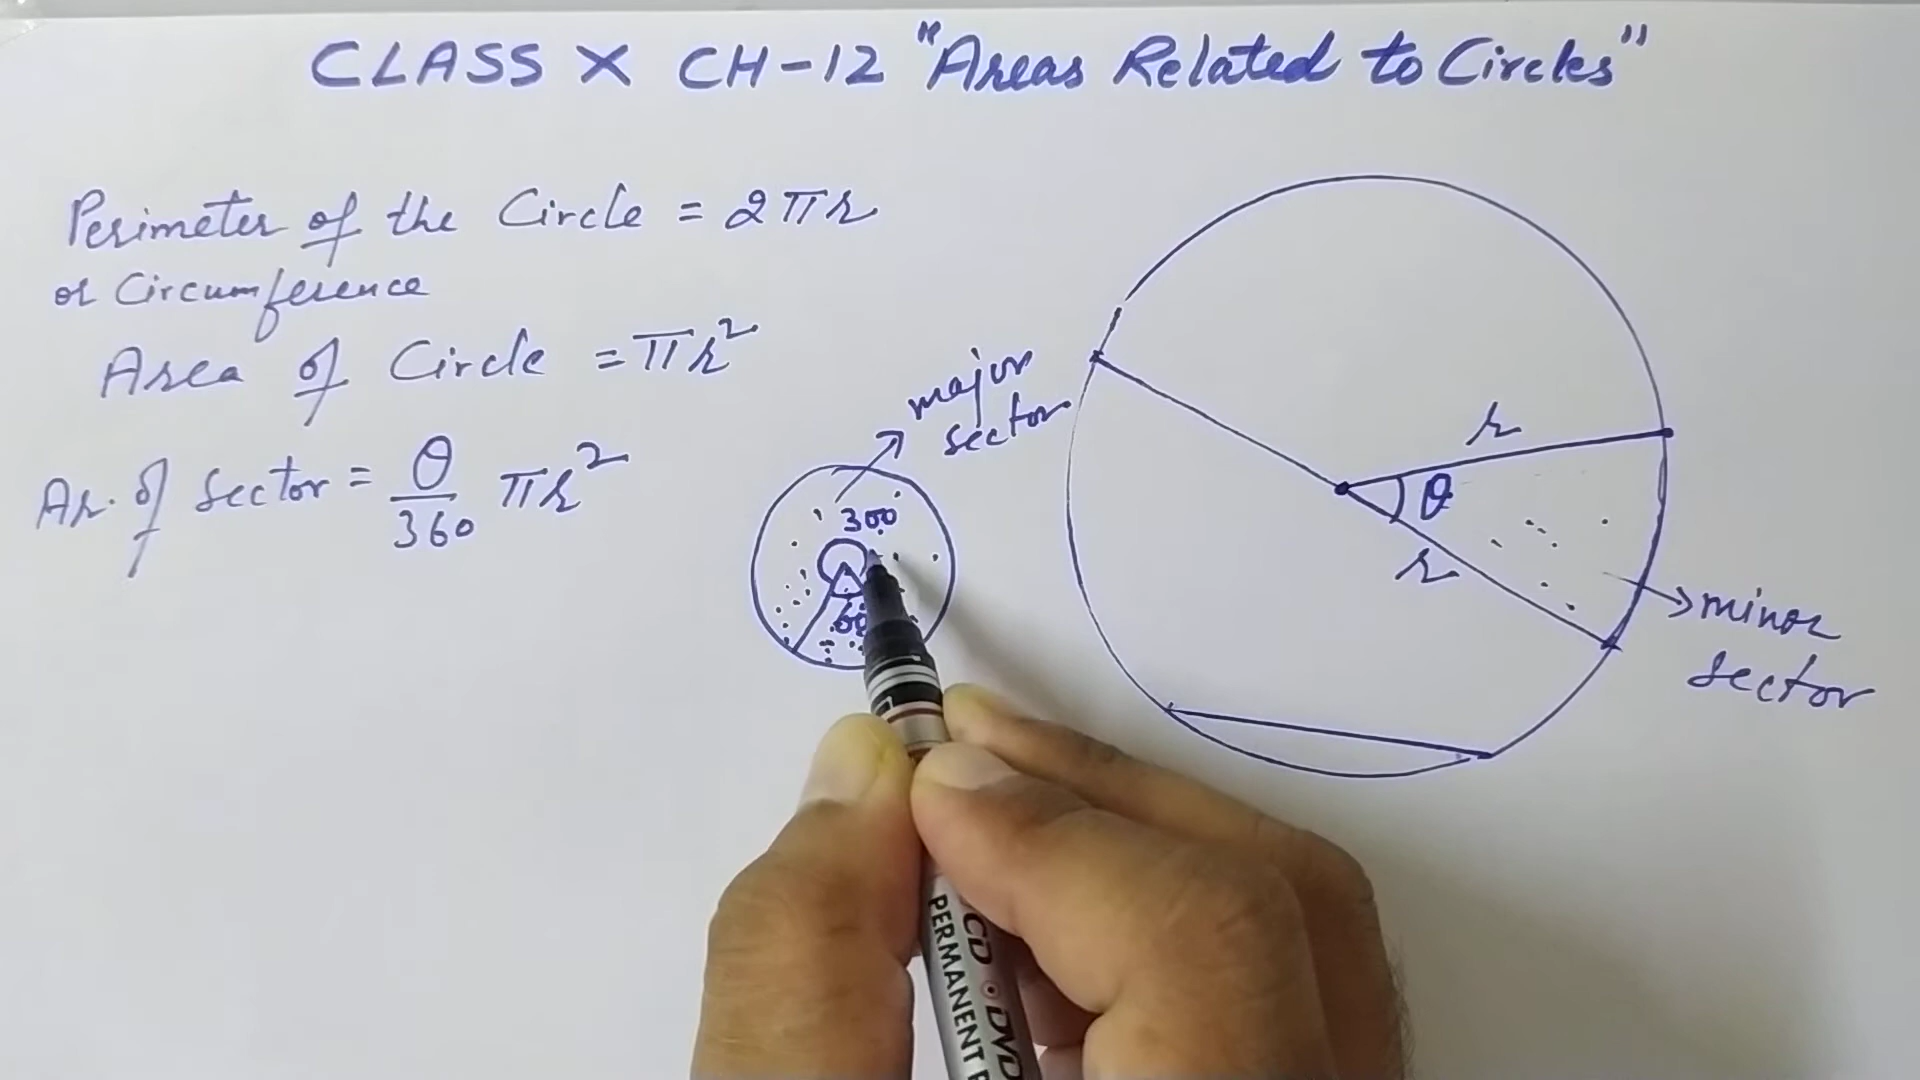 CLASS X CH-12 "Areas Related to Circles"
Perimeter of the Circle = 2πr
or Circumference
Area of Circle = πr²
Ar. of sector = θ/360 πr²
major
sector
300
60
r
θ
r
minor
sector
CD DVD
PERMANENT